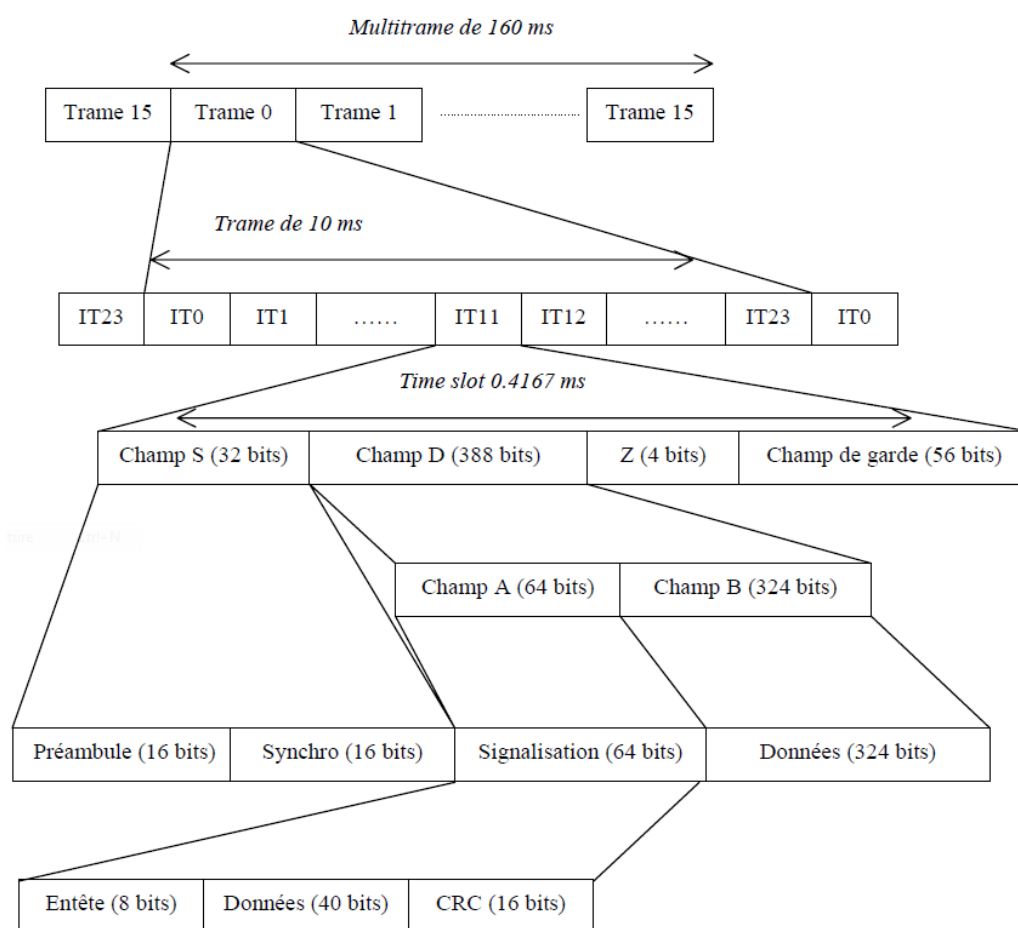 Multitrame de 160 ms
Trame 15 Trame 0 Trame 1 Trame 15
Trame de 10 ms
IT23 IT0 IT1 ...... IT11 IT12 ...... IT23 IT0
Time slot 0.4167 ms
Champ S (32 bits) Champ D (388 bits) Z (4 bits) Champ de garde (56 bits)
Champ A (64 bits) Champ B (324 bits)
Préambule (16 bits) Synchro (16 bits) Signalisation (64 bits) Données (324 bits)
Entête (8 bits) Données (40 bits) CRC (16 bits)